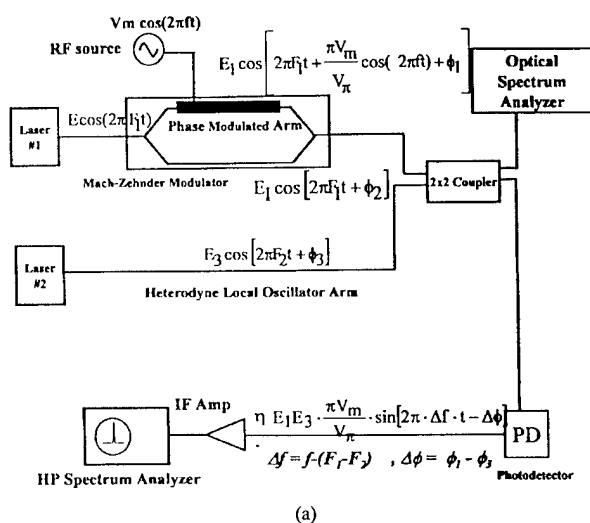 Vm cos(2πft)
RF source
E₁ cos[2πF₁t + πVm/Vπ cos( 2πft) + ϕ₁]
Optical
Spectrum
Analyzer
Laser
#1
Ecos(2πF₁t)
Phase Modulated Arm
Mach-Zehnder Modulator
E₁ cos[2πF₁t + ϕ₂]
2x2 Coupler
Laser
#2
E₃ cos[2πF₂t + ϕ₃]
Heterodyne Local Oscillator Arm
IF Amp
η E₁E₃ · πVm/Vπ · sin[2π · Δf · t − Δϕ]
PD
Δf = f-(F₁-F₂) , Δϕ = ϕ₁ - ϕ₃
Photodetector
HP Spectrum Analyzer
(a)